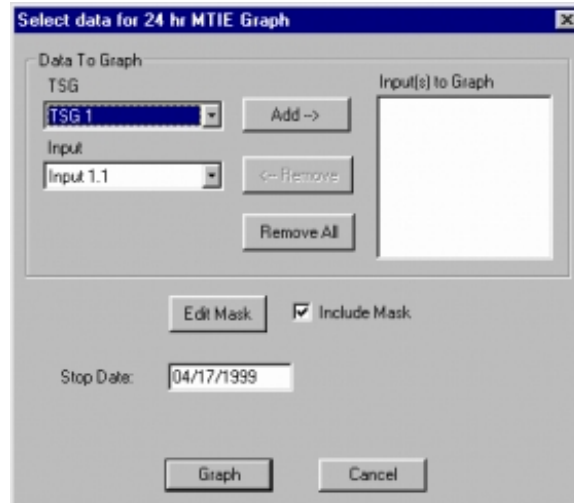 Select data for 24 hr MTIE Graph
Data To Graph
TSG
Input(s) to Graph
TSG 1
Add -->
Input
Input 1.1
<-- Remove
Remove All
Edit Mask
Include Mask
Stop Date:
04/17/1999
Graph
Cancel